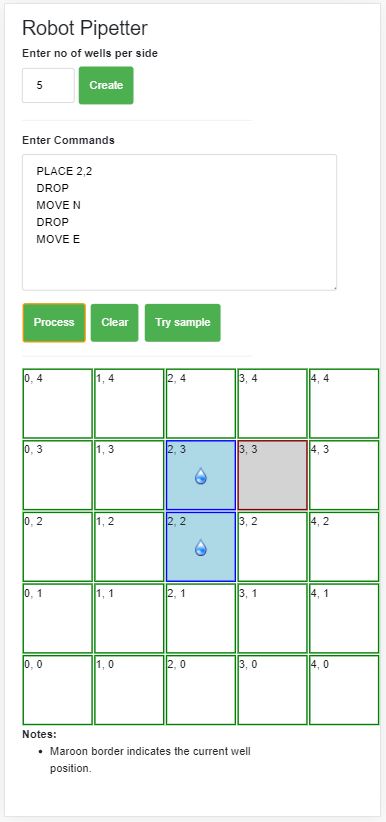 Robot Pipetter
Enter no of wells per side
5 Create
Enter Commands
PLACE 2,2
DROP
MOVE N
DROP
MOVE E
Process Clear Try sample
0, 4 1, 4 2, 4 3, 4 4, 4
0, 3 1, 3 2, 3 3, 3 4, 3
0, 2 1, 2 2, 2 3, 2 4, 2
0, 1 1, 1 2, 1 3, 1 4, 1
0, 0 1, 0 2, 0 3, 0 4, 0
Notes:
• Maroon border indicates the current well
position.